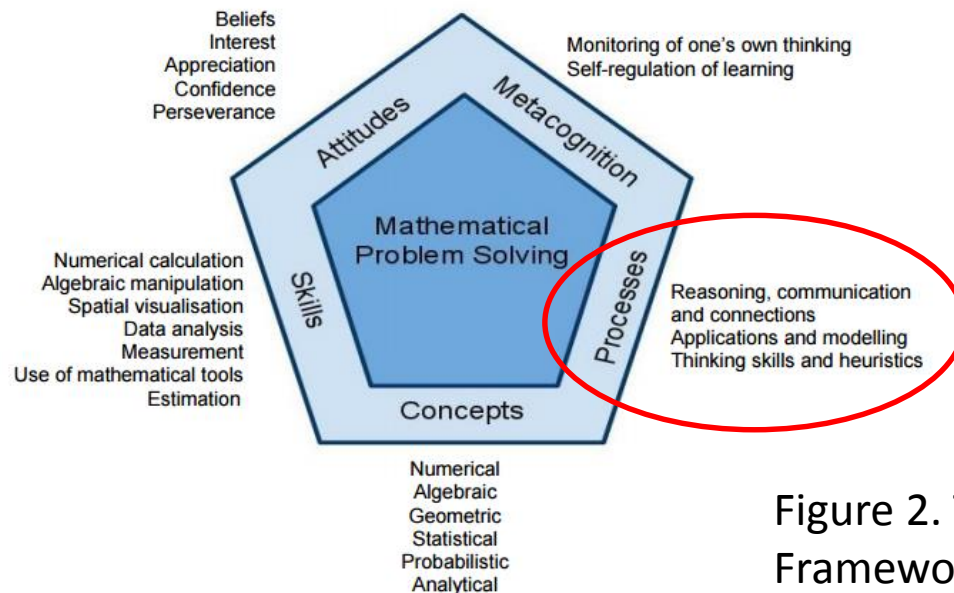 Beliefs
Interest
Appreciation
Confidence
Perseverance
Monitoring of one's own thinking
Self-regulation of learning
Attitudes
Metacognition
Mathematical
Problem Solving
Numerical calculation
Algebraic manipulation
Spatial visualisation
Data analysis
Measurement
Use of mathematical tools
Estimation
Skills
Processes
Reasoning, communication
and connections
Applications and modelling
Thinking skills and heuristics
Concepts
Numerical
Algebraic
Geometric
Statistical
Probabilistic
Analytical
Figure 2.